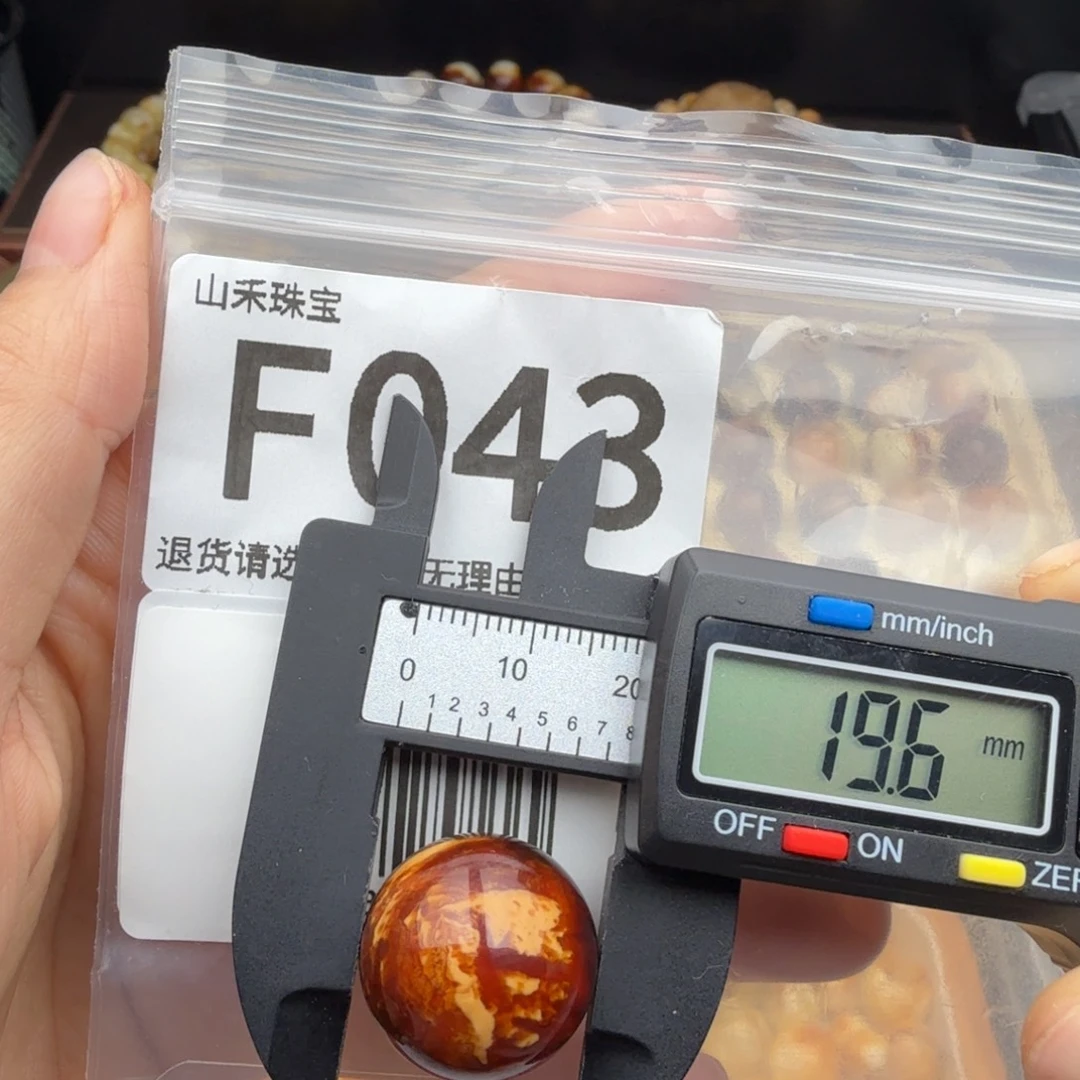 山禾珠宝
F043
退货请选 无理由
mm/inch
0 10 20
1 2 3 4 5 6 7 8
19.6 mm
OFF ON
ZER